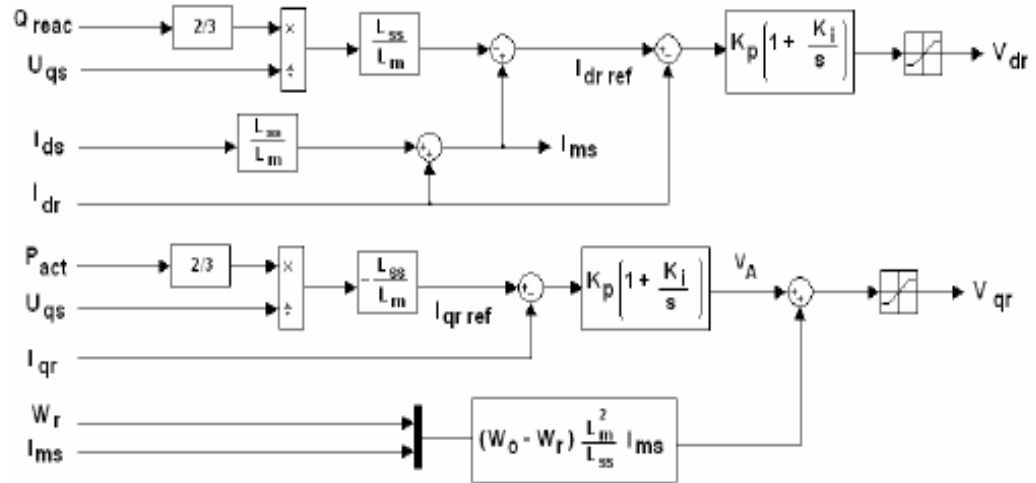 Q reac
2/3
×
÷
U qs
L ss
L m
I dr ref
K p ( 1 + K i / s )
V dr
I ds
L ss
L m
I ms
I dr
P act
2/3
×
÷
U qs
- L ss
L m
I qr ref
K p ( 1 + K i / s )
V A
V qr
I qr
W r
I ms
( W o - W r ) L m 2 / L ss I ms